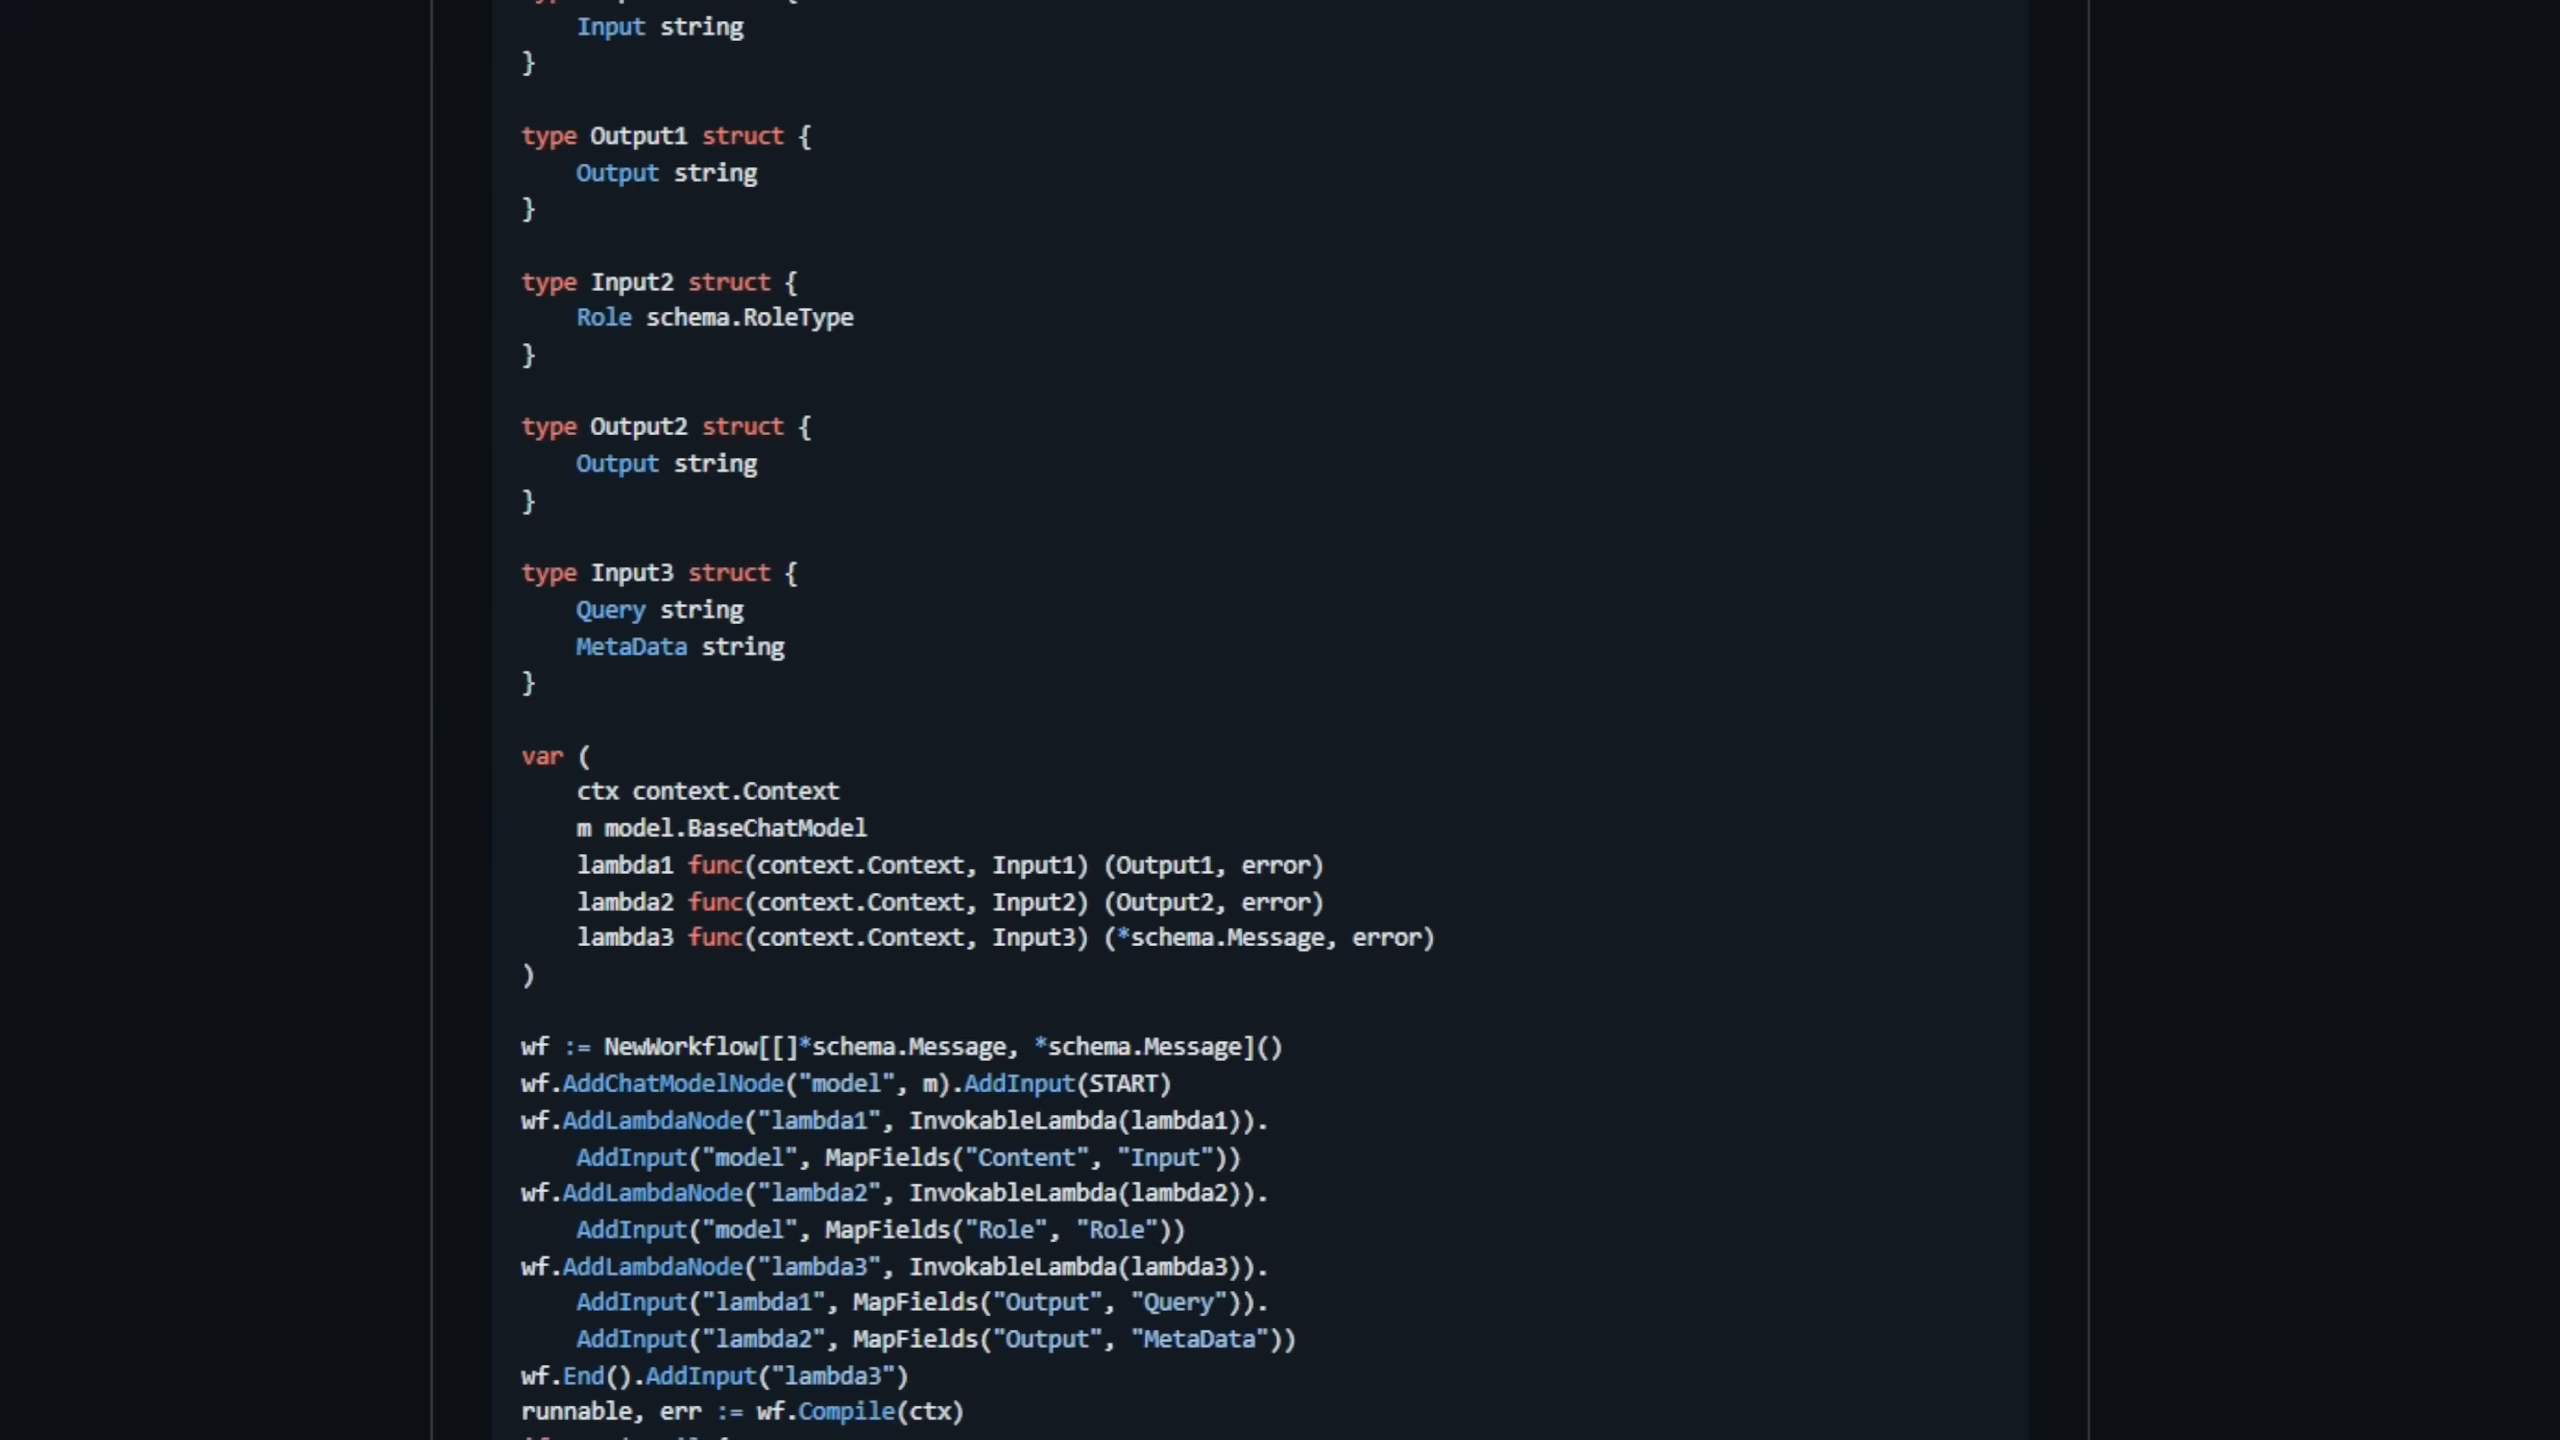 Input string
}
type Output1 struct {
Output string
}
type Input2 struct {
Role schema.RoleType
}
type Output2 struct {
Output string
}
type Input3 struct {
Query string
MetaData string
}
var (
ctx context.Context
m model.BaseChatModel
lambda1 func(context.Context, Input1) (Output1, error)
lambda2 func(context.Context, Input2) (Output2, error)
lambda3 func(context.Context, Input3) (*schema.Message, error)
)
wf := NewWorkflow[[]*schema.Message, *schema.Message]()
wf.AddChatModelNode("model", m).AddInput(START)
wf.AddLambdaNode("lambda1", InvokableLambda(lambda1)).
AddInput("model", MapFields("Content", "Input"))
wf.AddLambdaNode("lambda2", InvokableLambda(lambda2)).
AddInput("model", MapFields("Role", "Role"))
wf.AddLambdaNode("lambda3", InvokableLambda(lambda3)).
AddInput("lambda1", MapFields("Output", "Query")).
AddInput("lambda2", MapFields("Output", "MetaData"))
wf.End().AddInput("lambda3")
runnable, err := wf.Compile(ctx)